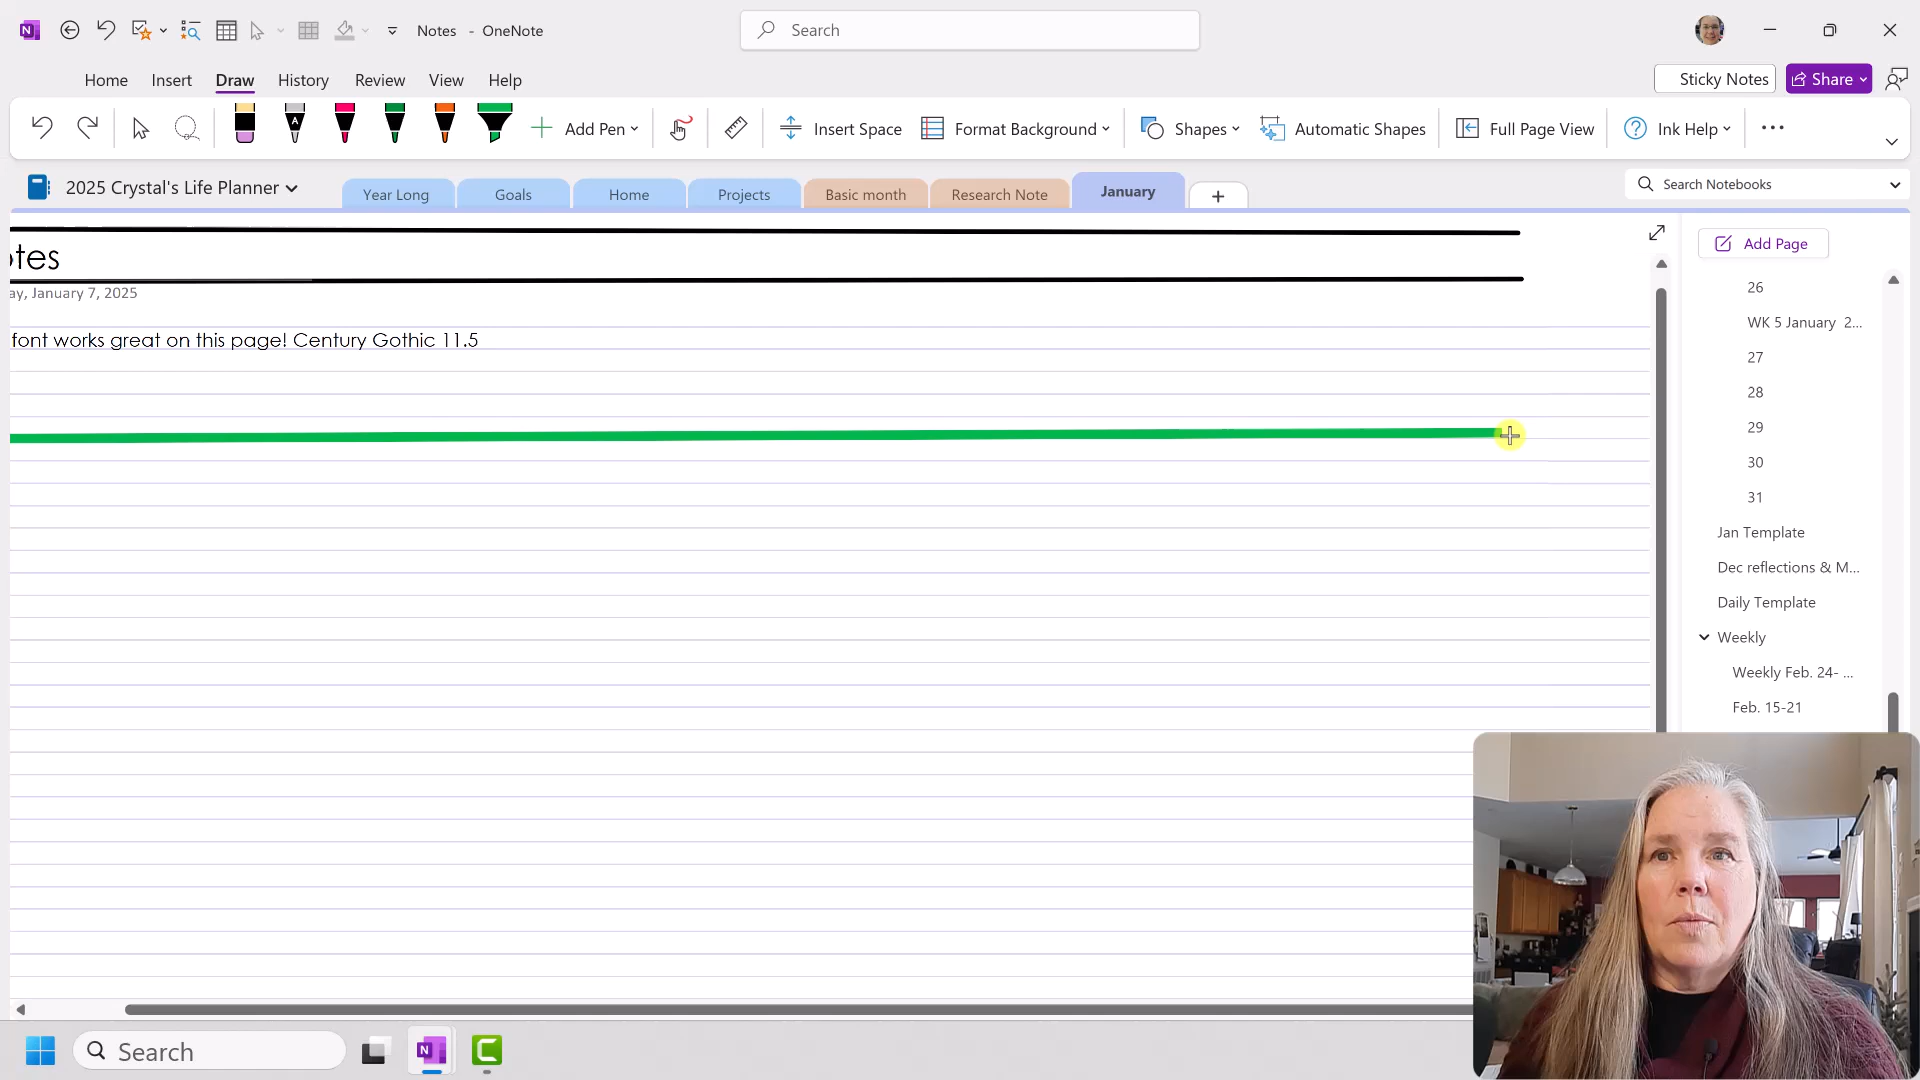 Notes - OneNote
Search
Home Insert Draw History Review View Help
Sticky Notes
Share
A
Add Pen
Insert Space
Format Background
Shapes
Automatic Shapes
Full Page View
Ink Help
2025 Crystal's Life Planner
Year Long
Goals
Home
Projects
Basic month
Research Note
January
Search Notebooks
otes
ay, January 7, 2025
font works great on this page! Century Gothic 11.5
Add Page
26
WK 5 January 2...
27
28
29
30
31
Jan Template
Dec reflections & M...
Daily Template
Weekly
Weekly Feb. 24- ...
Feb. 15-21
Search